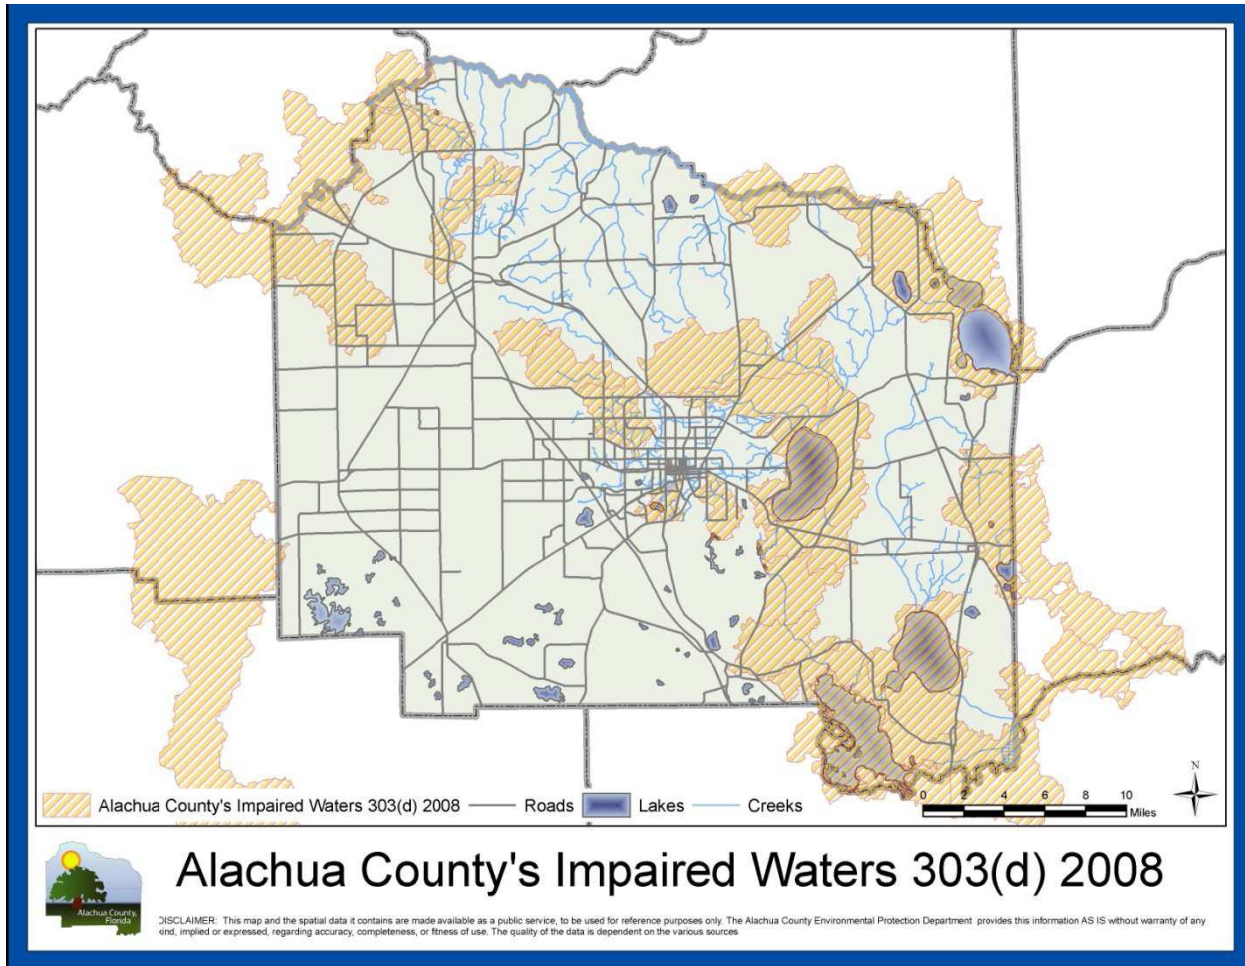 N
Alachua County's Impaired Waters 303(d) 2008 Roads Lakes Creeks
0 2 4 6 8 10
Miles
Alachua County's Impaired Waters 303(d) 2008
Alachua County,
Florida
DISCLAIMER: This map and the spatial data it contains are made available as a public service, to be used for reference purposes only. The Alachua County Environmental Protection Department provides this information AS IS without warranty of any
kind, implied or expressed, regarding accuracy, completeness, or fitness of use. The quality of the data is dependent on the various sources